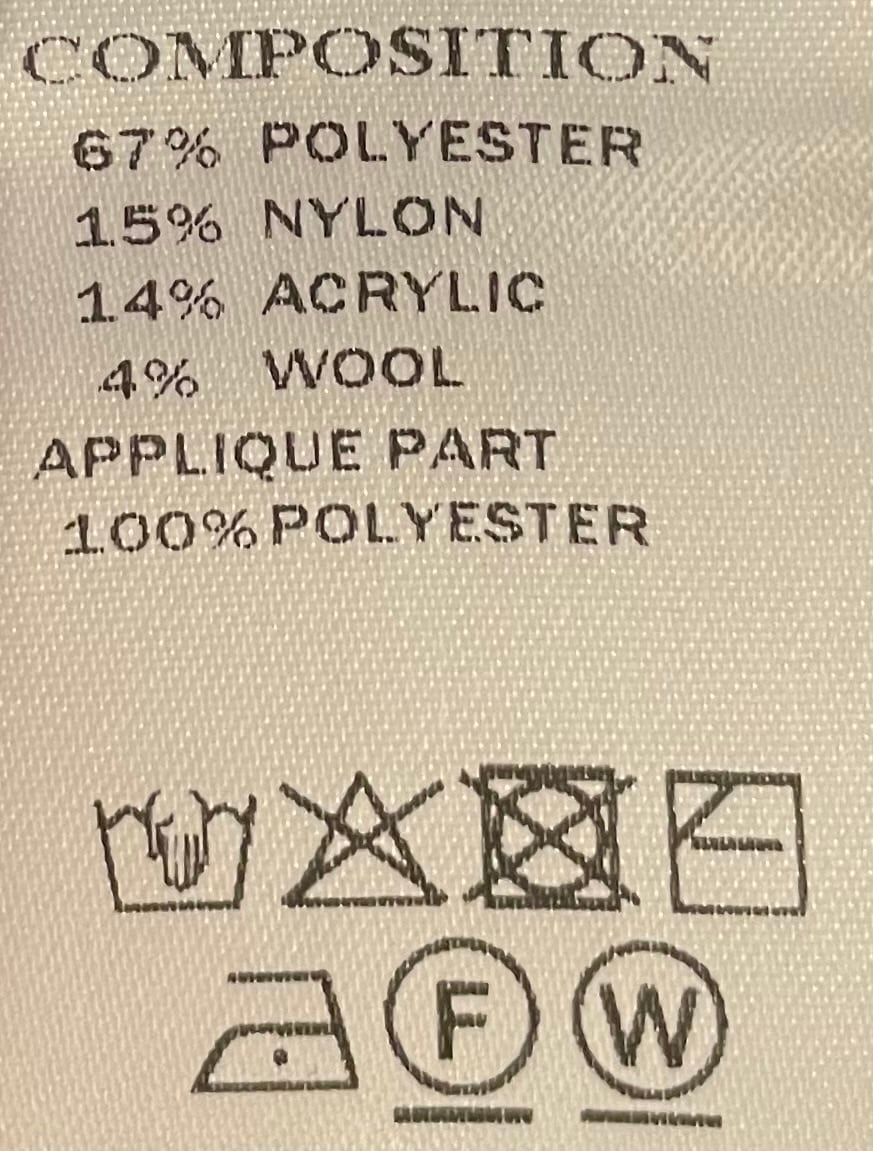 COMPOSITION
67% POLYESTER
15% NYLON
14% ACRYLIC
4% WOOL
APPLIQUE PART
100% POLYESTER
F W